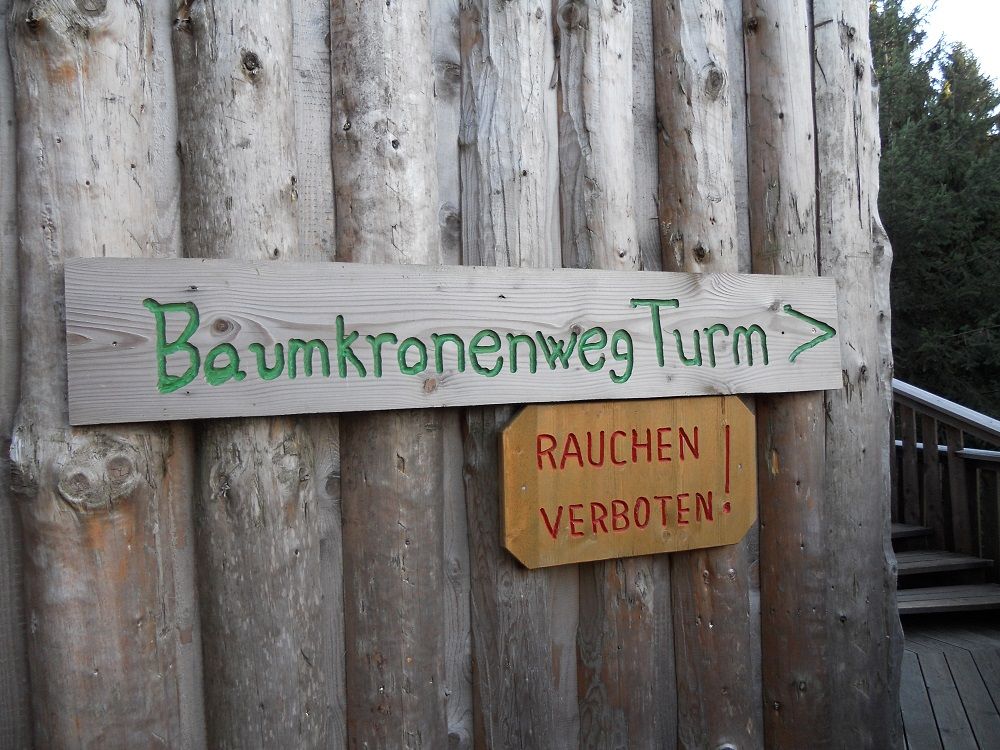 Baumkronenweg Turm >
RAUCHEN
VERBOTEN!